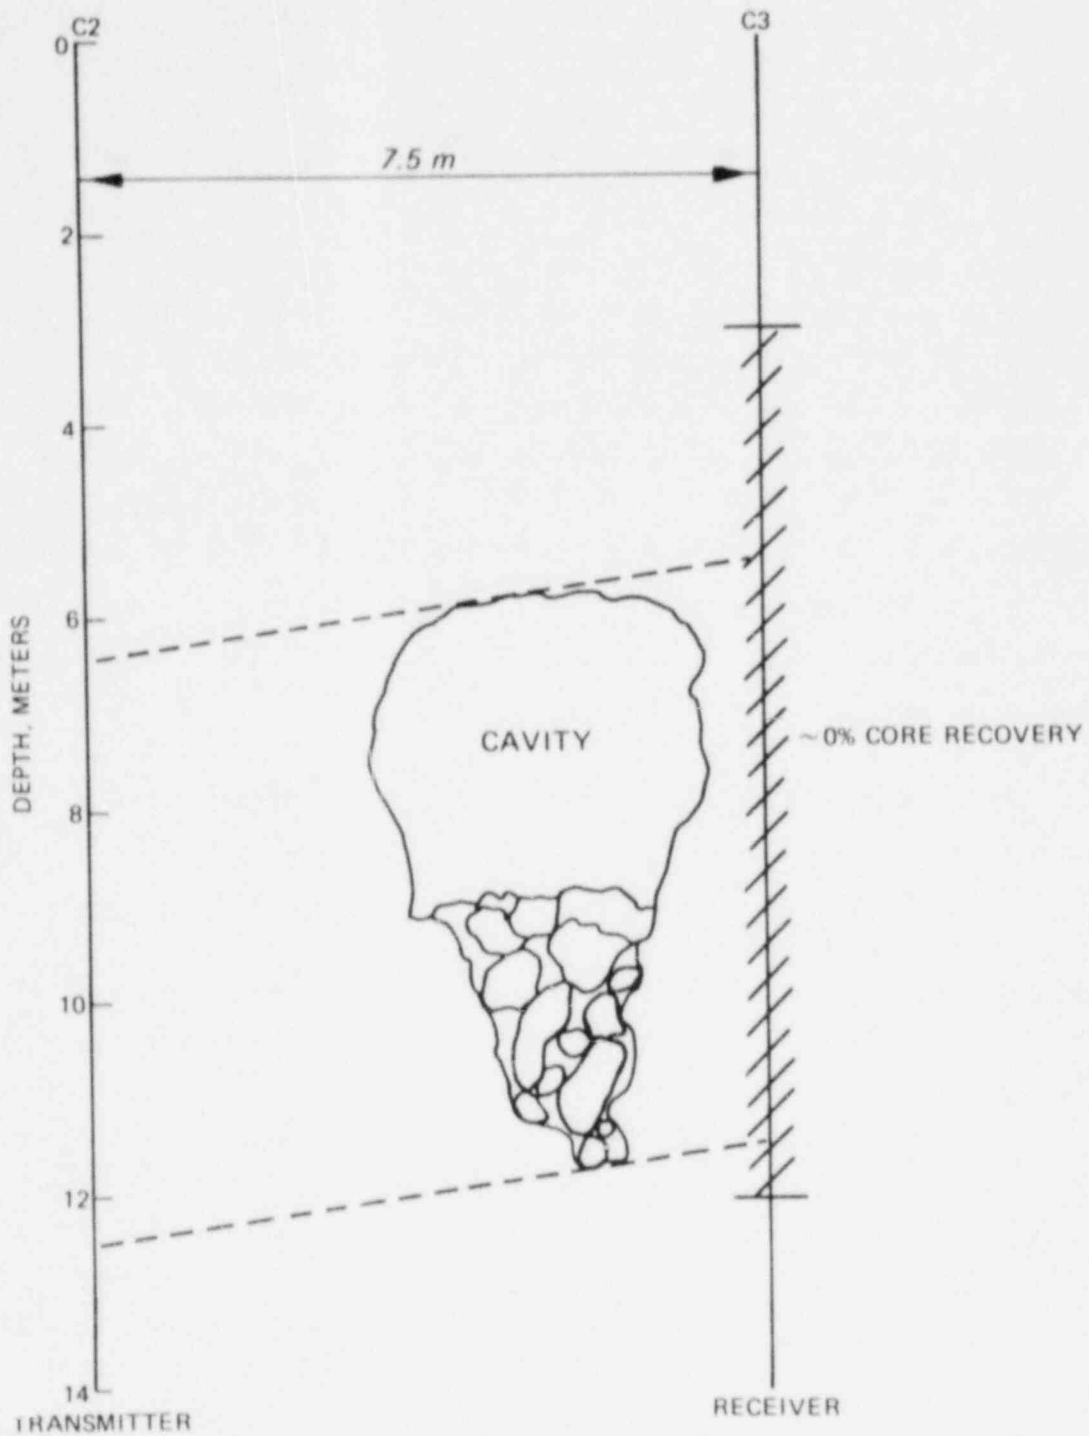 C2
C3
0
7.5 m
2
4
6
DEPTH, METERS
CAVITY
~0% CORE RECOVERY
8
10
12
14
TRANSMITTER
RECEIVER